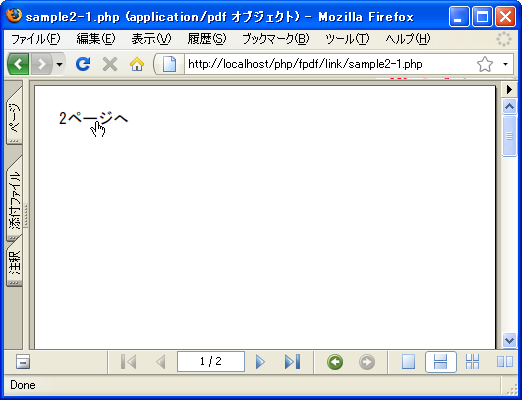 sample2-1.php (application/pdf オブジェクト) - Mozilla Firefox
ファイル(F) 編集(E) 表示(V) 履歴(S) ブックマーク(B) ツール(T) ヘルプ(H)
http://localhost/php/fpdf/link/sample2-1.php
ページ
添付ファイル
注釈
2ページへ
1 / 2
Done